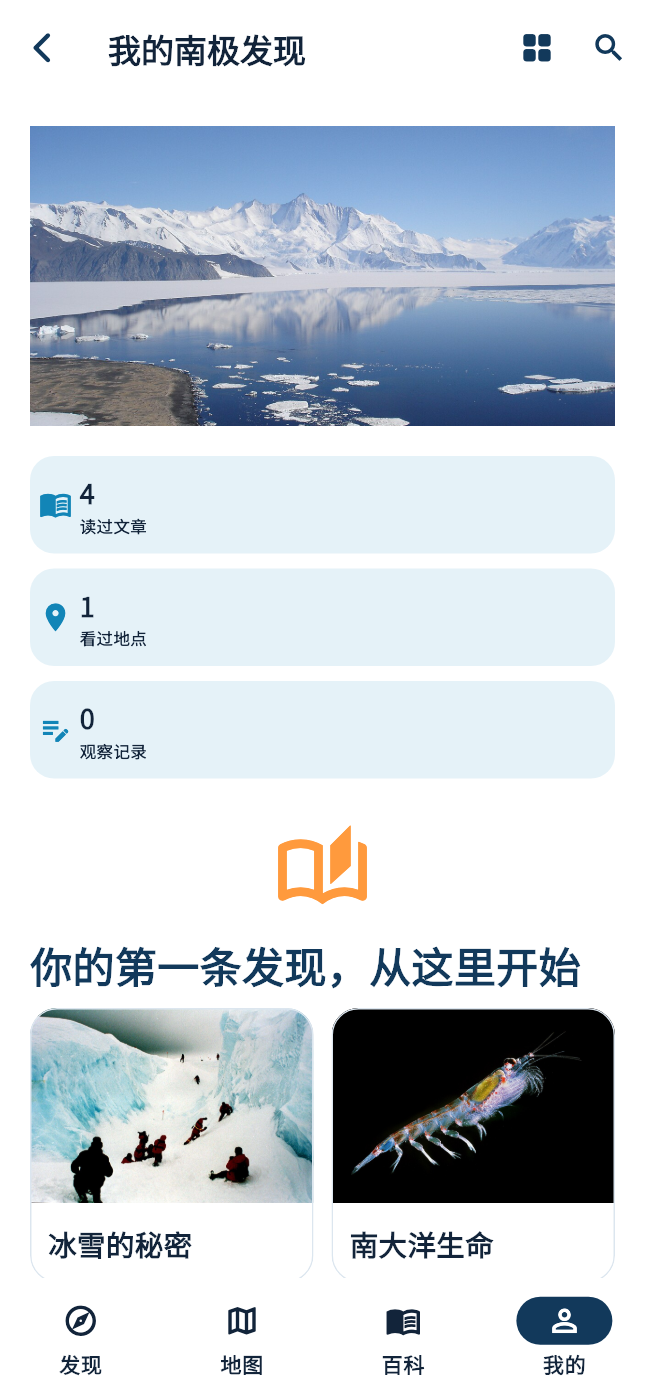 我的南极发现
4
读过文章
1
看过地点
0
观察记录
你的第一条发现，从这里开始
冰雪的秘密
南大洋生命
发现
地图
百科
我的